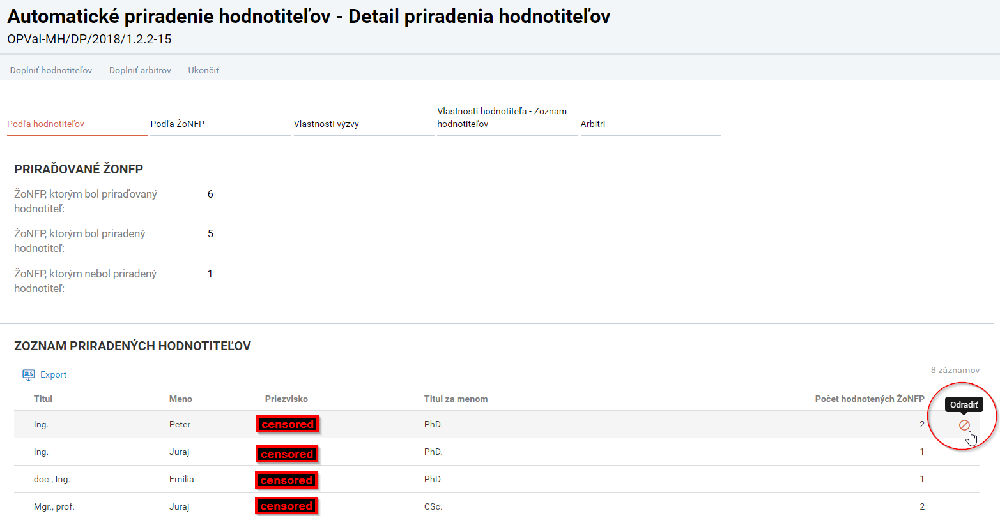 Automatické priradenie hodnotiteľov - Detail priradenia hodnotiteľov
OPVaI-MH/DP/2018/1.2.2-15
Doplniť hodnotiteľov Doplniť arbitrov Ukončiť
Podľa hodnotiteľov Podľa ŽoNFP Vlastnosti výzvy Vlastnosti hodnotiteľa - Zoznam hodnotiteľov Arbitri
PRIRAĎOVANÉ ŽONFP
ŽoNFP, ktorým bol priraďovaný 6
hodnotiteľ:
ŽoNFP, ktorým bol priradený 5
hodnotiteľ:
ŽoNFP, ktorým nebol priradený 1
hodnotiteľ:
ZOZNAM PRIRADENÝCH HODNOTITEĽOV
XLS Export 8 záznamov
Titul Meno Priezvisko Titul za menom Počet hodnotených ŽoNFP
Odradiť
Ing. Peter censored PhD. 2
Ing. Juraj censored PhD. 1
doc., Ing. Emília censored PhD. 1
Mgr., prof. Juraj censored CSc. 2